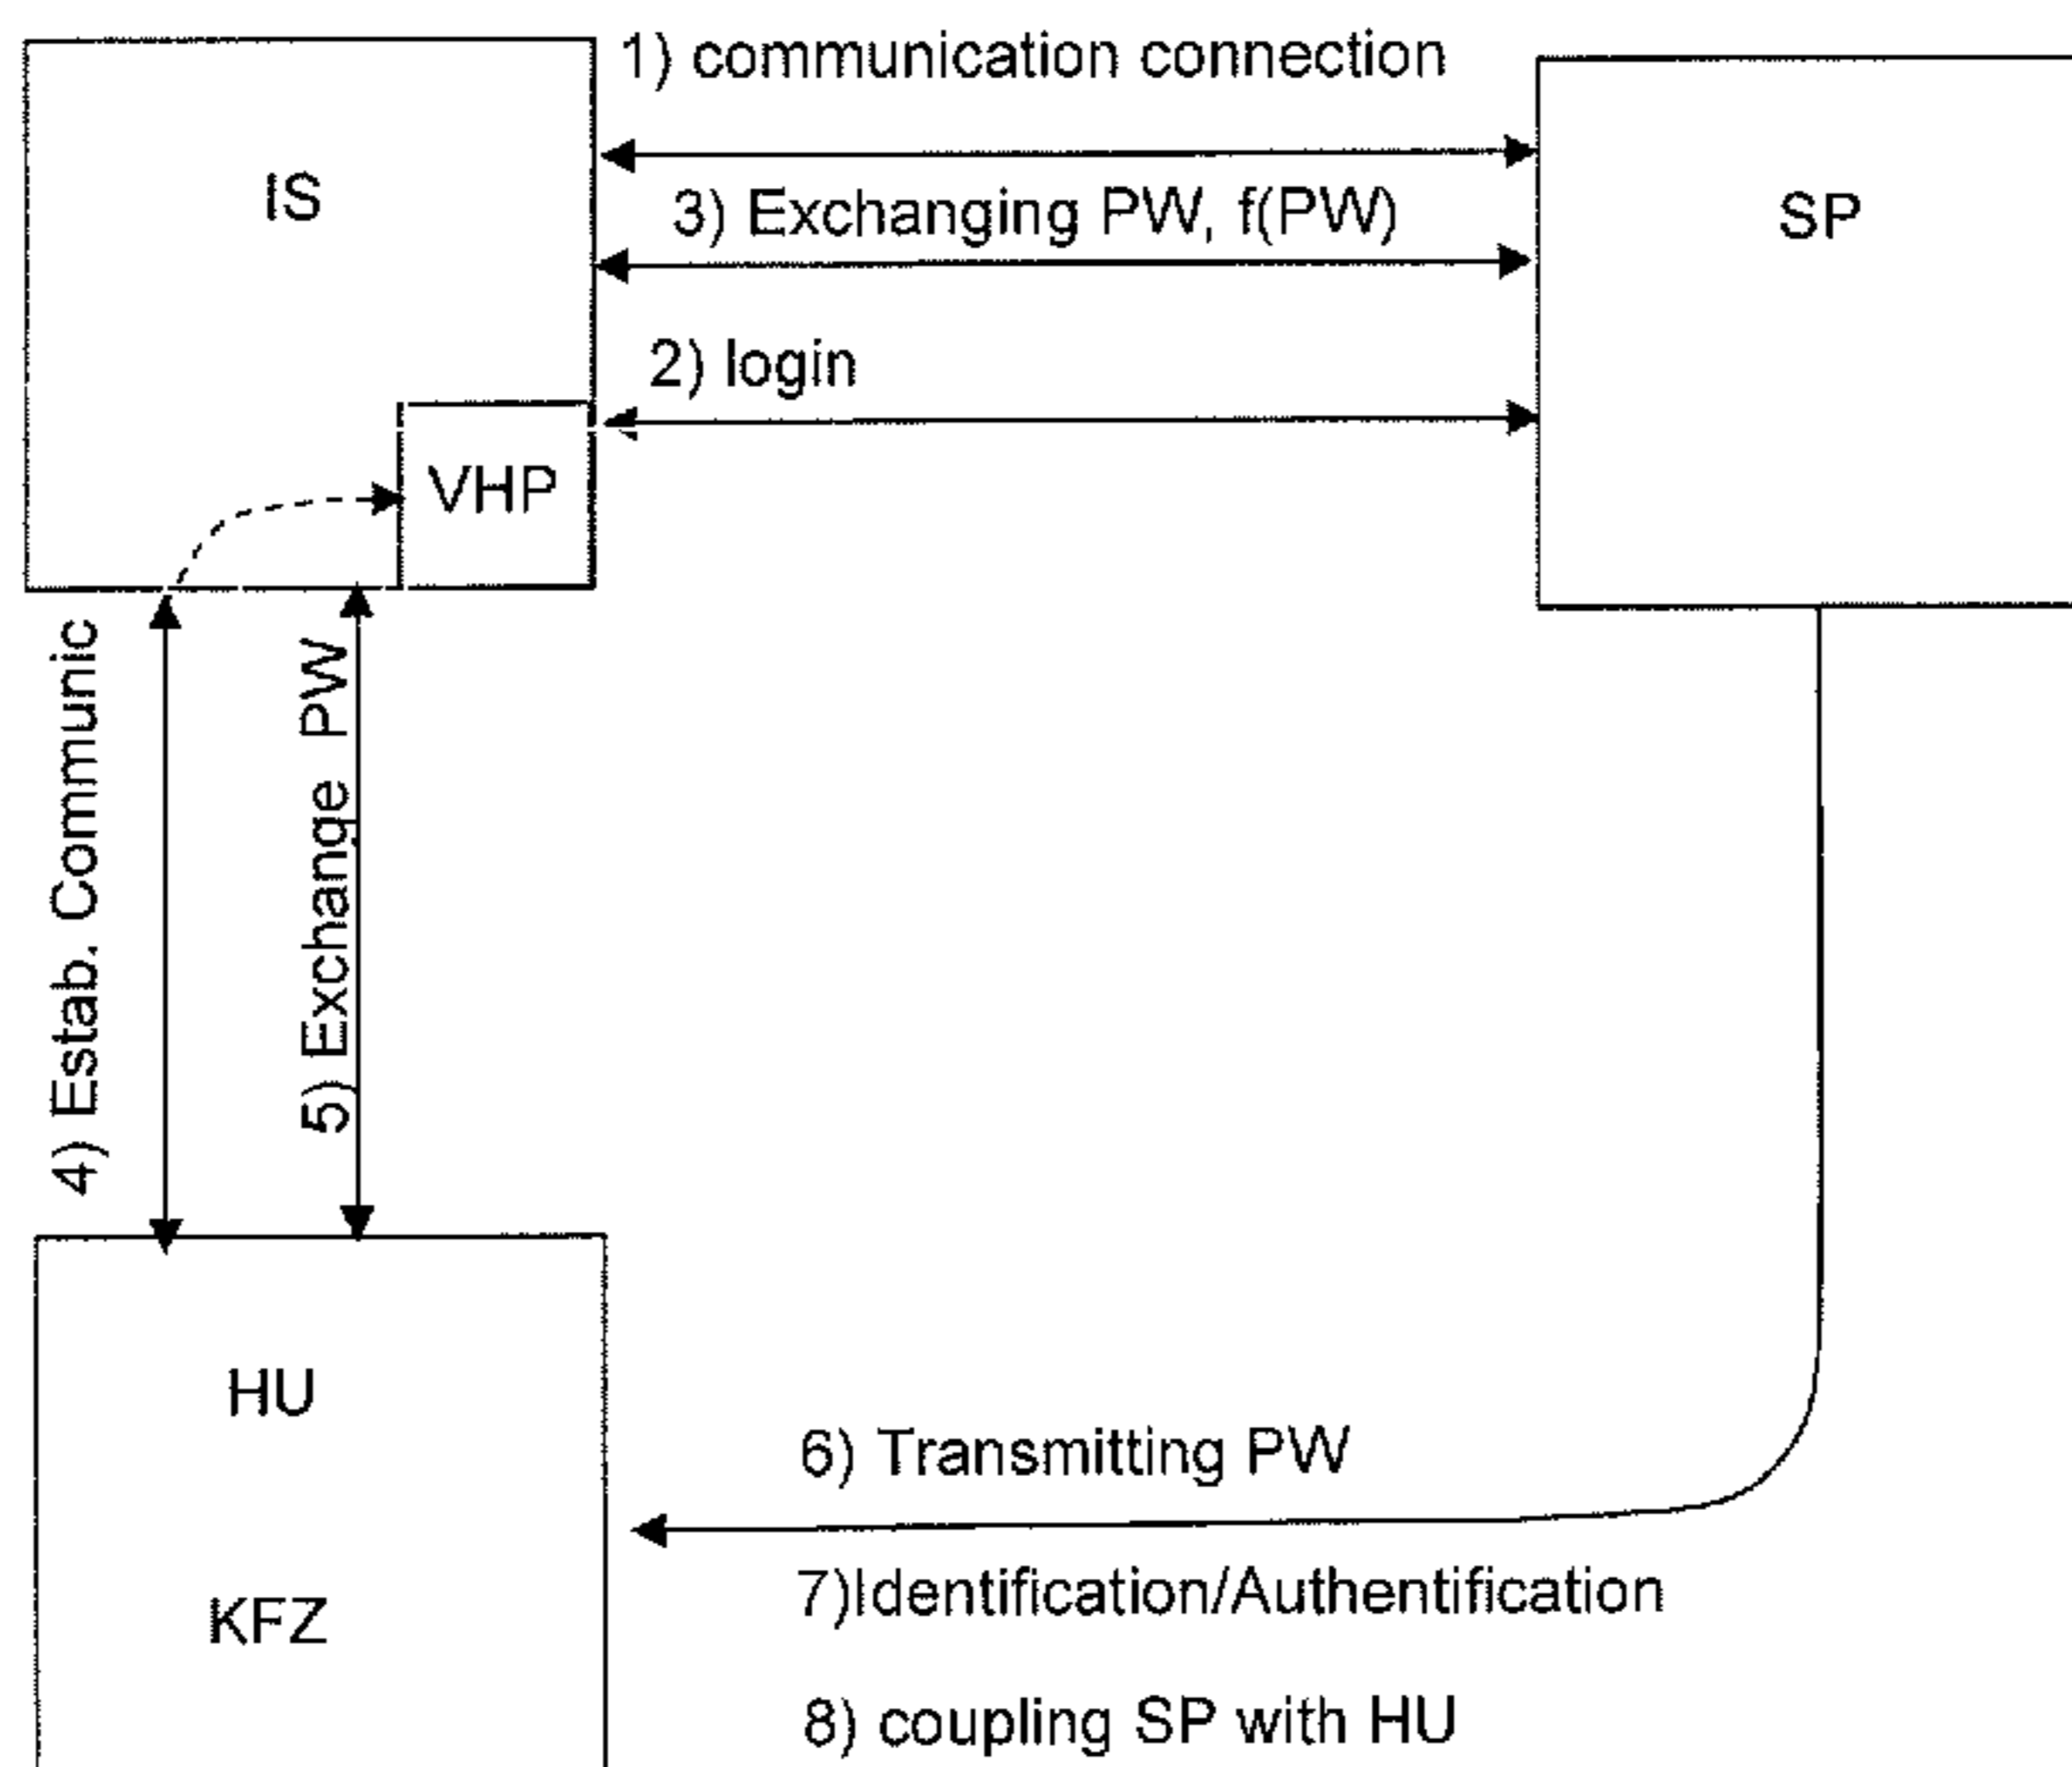 1) communication connection
IS
3) Exchanging PW, f(PW)
SP
2) login
VHP
4) Estab. Communic
5) Exchange PW
HU
6) Transmitting PW
7)Identification/Authentification
KFZ
8) coupling SP with HU